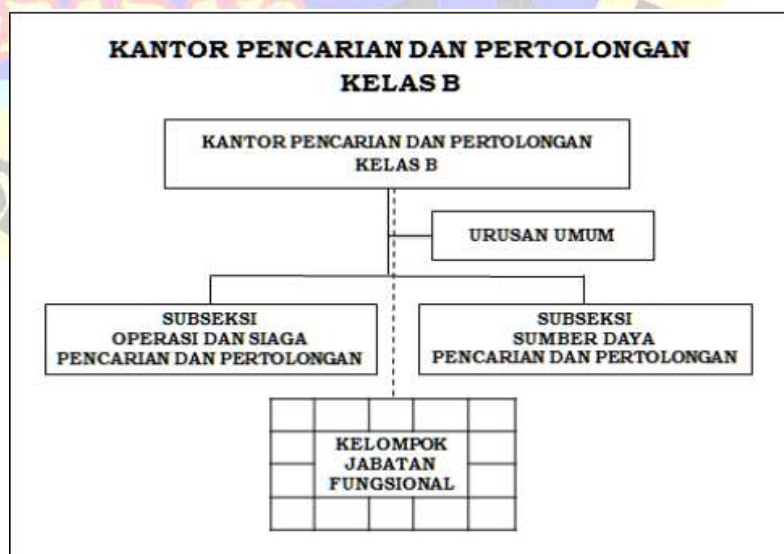 KANTOR PENCARIAN DAN PERTOLONGAN
KELAS B
KANTOR PENCARIAN DAN PERTOLONGAN
KELAS B
URUSAN UMUM
SUBSEKSI
OPERASI DAN SIAGA
PENCARIAN DAN PERTOLONGAN
SUBSEKSI
SUMBER DAYA
PENCARIAN DAN PERTOLONGAN
KELOMPOK
JABATAN
FUNGSIONAL